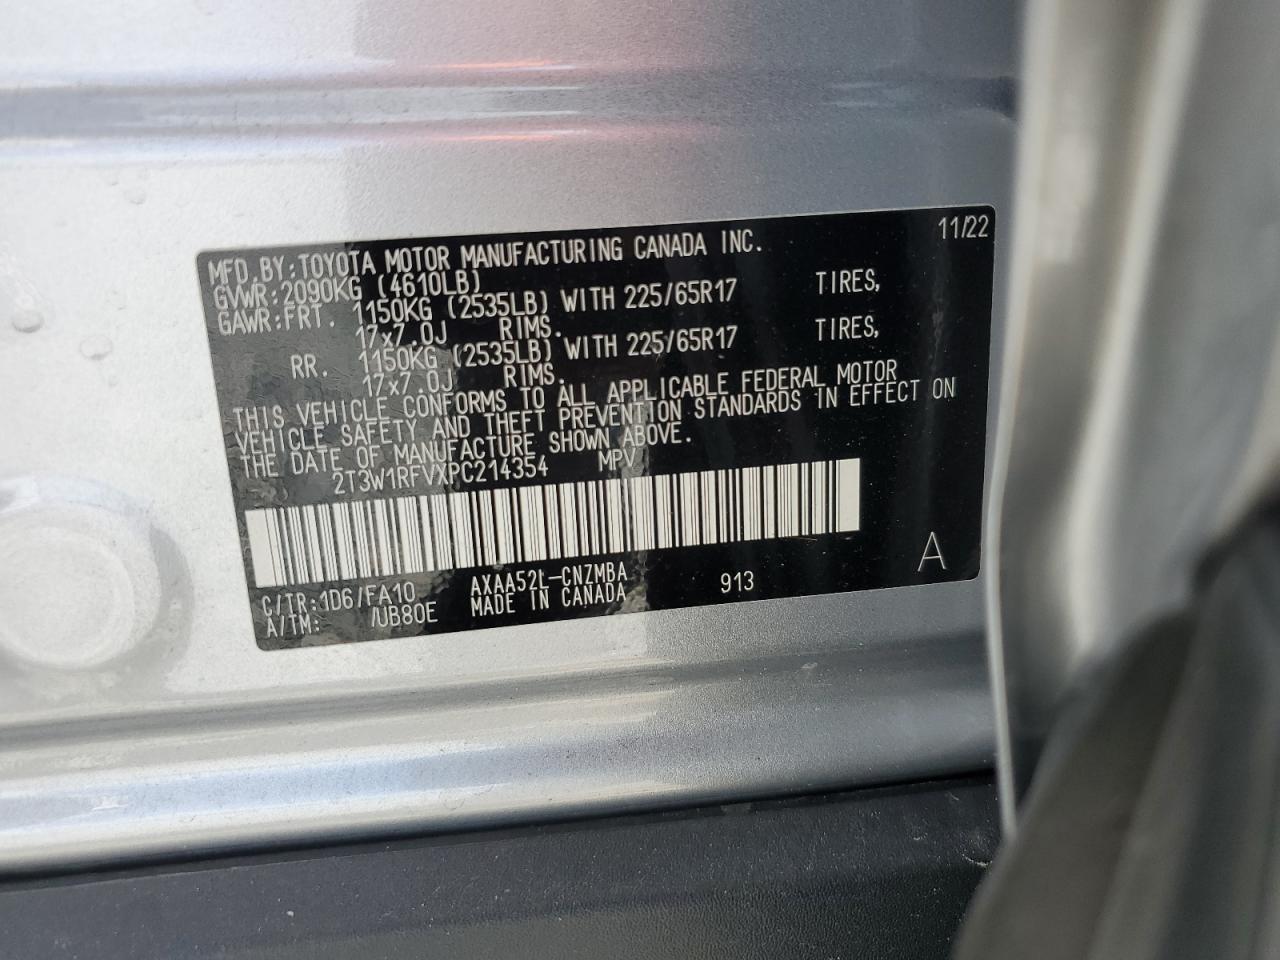 11/22
MFD.BY:TOYOTA MOTOR MANUFACTURING CANADA INC.
GVWR:2090KG (4610LB)
GAWR:FRT. 1150KG (2535LB) WITH 225/65R17 TIRES,
17x7.0J RIMS.
RR. 1150KG (2535LB) WITH 225/65R17 TIRES,
17x7.0J RIMS.
THIS VEHICLE CONFORMS TO ALL APPLICABLE FEDERAL MOTOR
VEHICLE SAFETY AND THEFT PREVENTION STANDARDS IN EFFECT ON
THE DATE OF MANUFACTURE SHOWN ABOVE.
2T3W1RFVXPC214354 MPV
C/TR:1D6/FA10 AXAA52L-CNZMBA 913 A
A/TM: /UB80E MADE IN CANADA